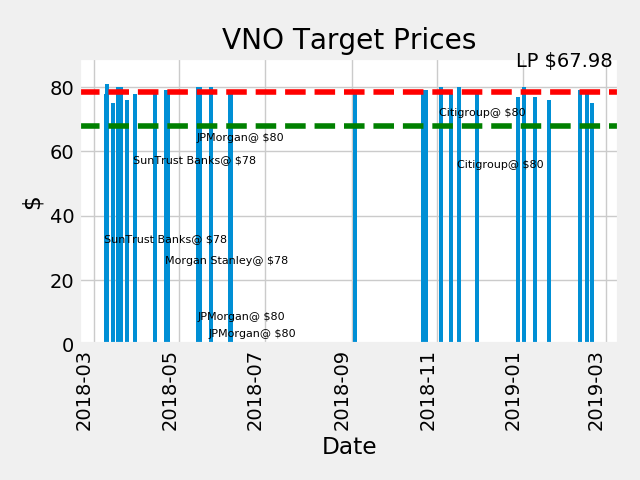 VNO Target Prices
LP $67.98
80
60
40
20
0
$
Citigroup@ $80
JPMorgan@ $80
SunTrust Banks@ $78
Citigroup@ $80
SunTrust Banks@ $78
Morgan Stanley@ $78
JPMorgan@ $80
JPMorgan@ $80
2018-03
2018-05
2018-07
2018-09
2018-11
2019-01
2019-03
Date